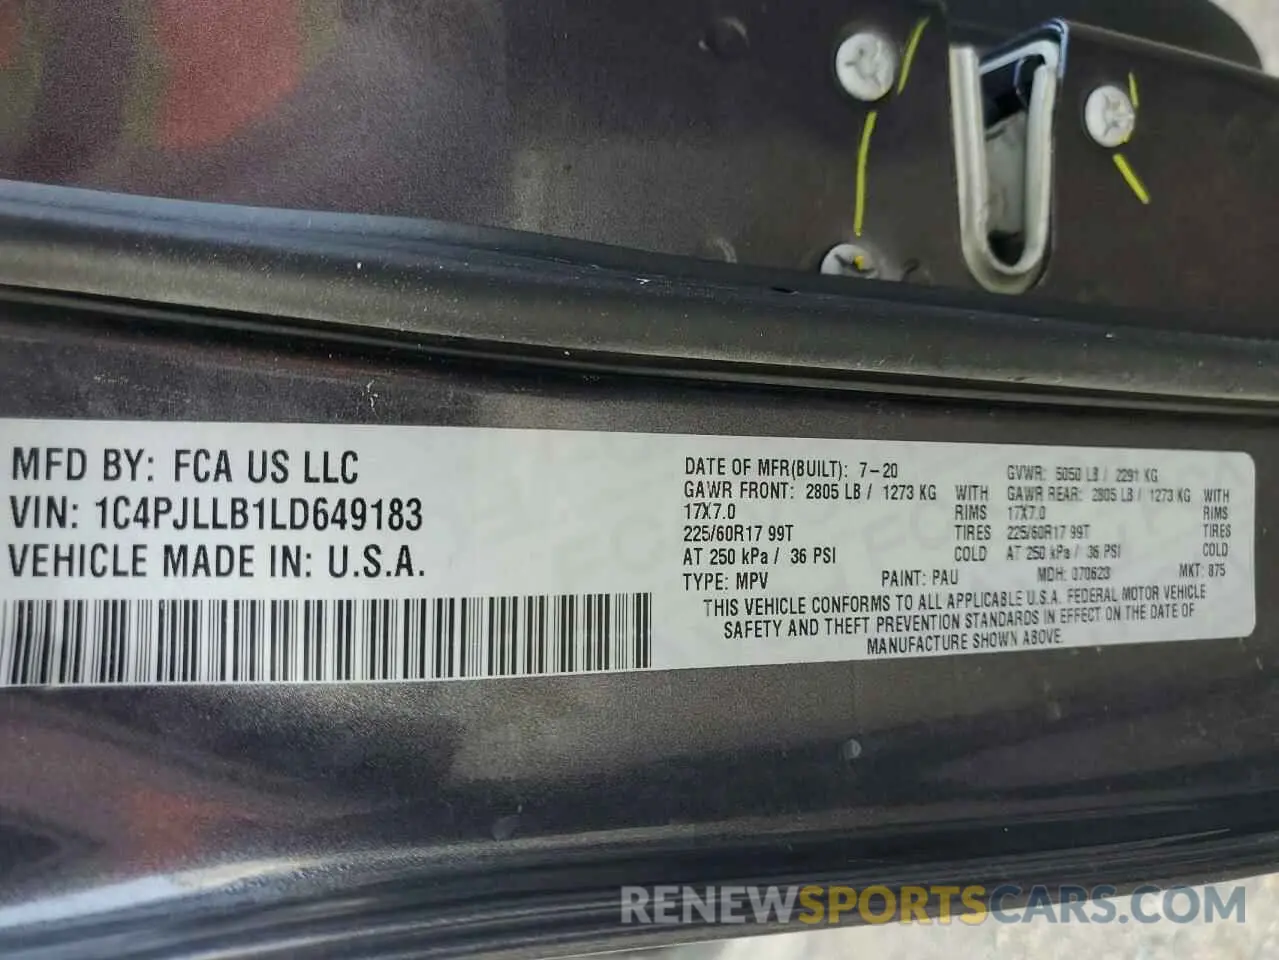 MFD BY: FCA US LLC
VIN: 1C4PJLLB1LD649183
VEHICLE MADE IN: U.S.A.
DATE OF MFR(BUILT): 7-20 GVWR: 5050 LB / 2291 KG
GAWR FRONT: 2805 LB / 1273 KG WITH GAWR REAR: 2805 LB / 1273 KG WITH
17X7.0 RIMS 17X7.0 RIMS
225/60R17 99T TIRES 225/60R17 99T TIRES
AT 250 kPa / 36 PSI COLD AT 250 kPa / 36 PSI COLD
TYPE: MPV PAINT: PAU MDH: 070623 MKT: 875
THIS VEHICLE CONFORMS TO ALL APPLICABLE U.S.A. FEDERAL MOTOR VEHICLE
SAFETY AND THEFT PREVENTION STANDARDS IN EFFECT ON THE DATE OF
MANUFACTURE SHOWN ABOVE.
RENEWSPORTSCARS.COM